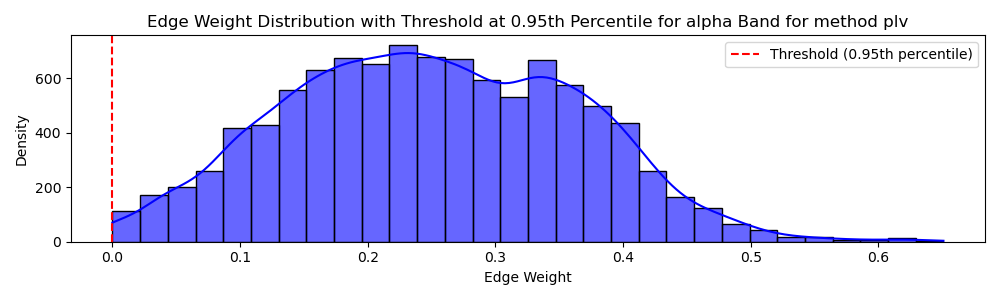 Edge Weight Distribution with Threshold at 0.95th Percentile for alpha Band for method plv
Threshold (0.95th percentile)
Density
600
400
200
0
0.0 0.1 0.2 0.3 0.4 0.5 0.6
Edge Weight